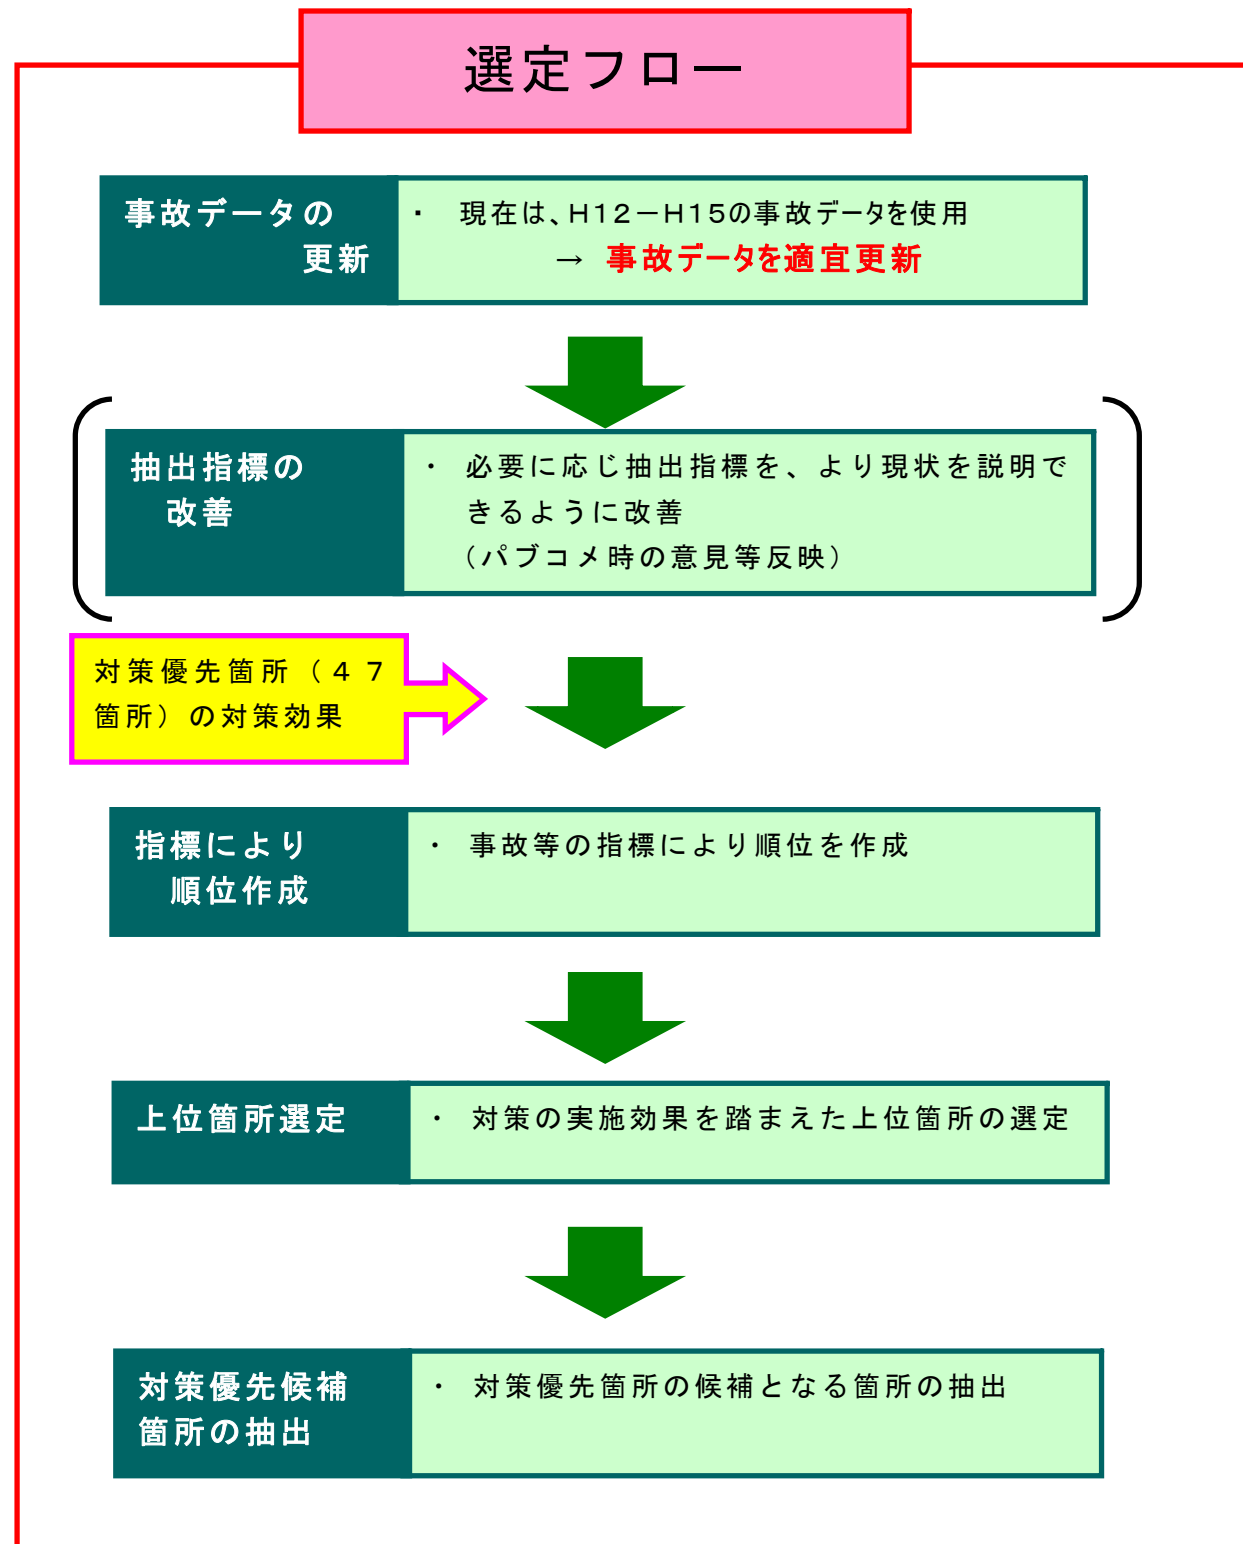 選定フロー
事故データの
更新
・ 現在は、H12－H15の事故データを使用
→ 事故データを適宜更新
抽出指標の
改善
・ 必要に応じ抽出指標を、より現状を説明で
きるように改善
（パブコメ時の意見等反映）
対策優先箇所（４７
箇所）の対策効果
指標により
順位作成
・ 事故等の指標により順位を作成
上位箇所選定
・ 対策の実施効果を踏まえた上位箇所の選定
対策優先候補
箇所の抽出
・ 対策優先箇所の候補となる箇所の抽出